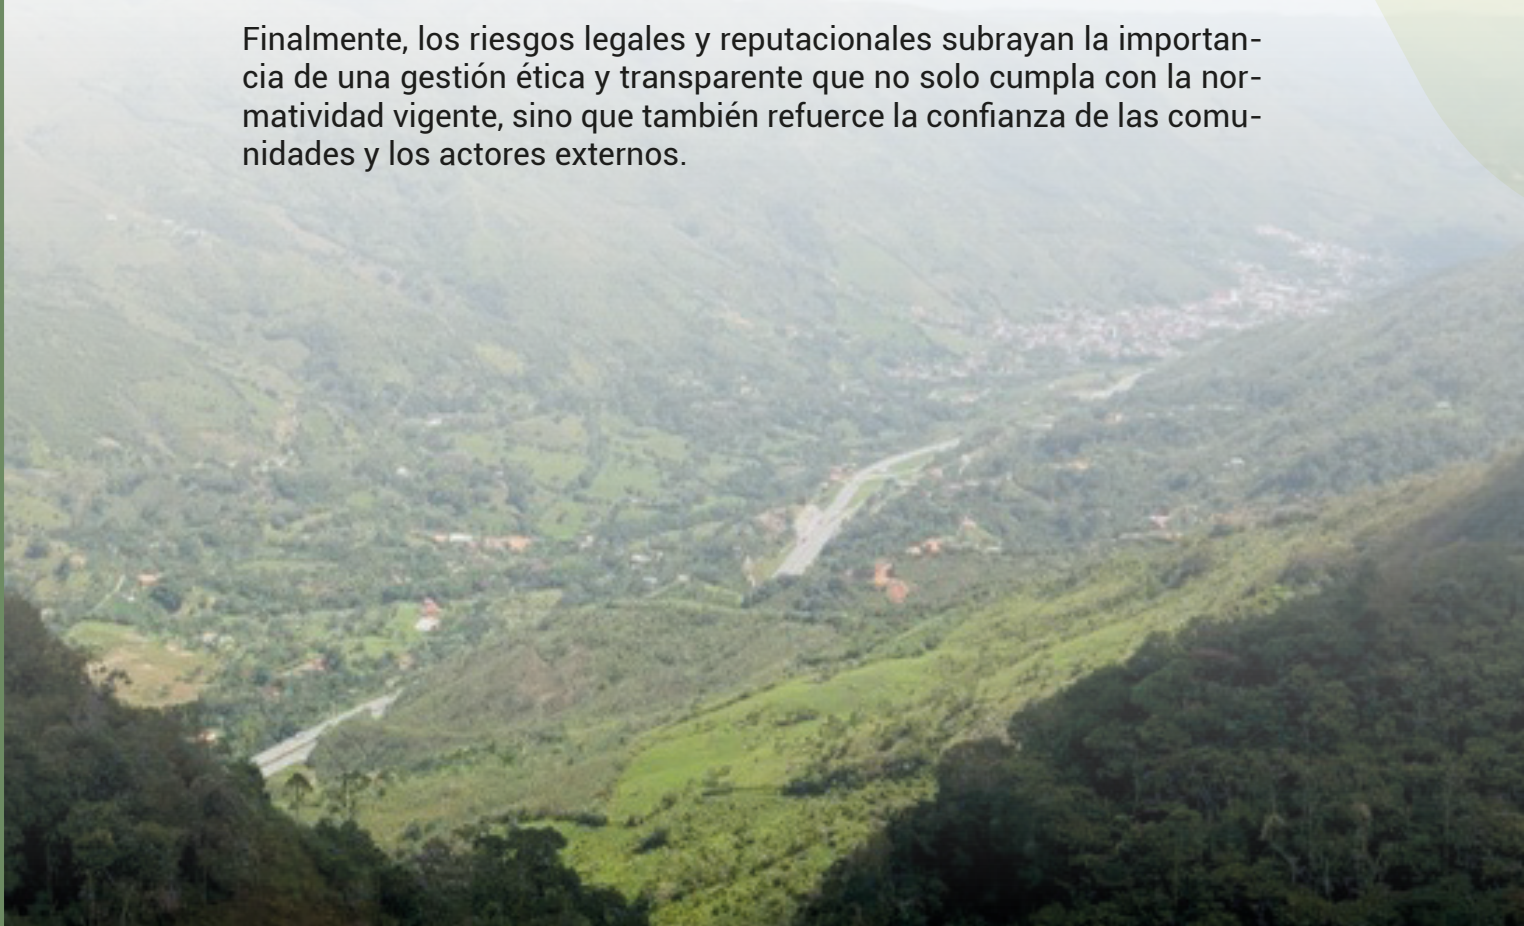 Finalmente, los riesgos legales y reputacionales subrayan la importan-
cia de una gestión ética y transparente que no solo cumpla con la nor-
matividad vigente, sino que también refuerce la confianza de las comu-
nidades y los actores externos.